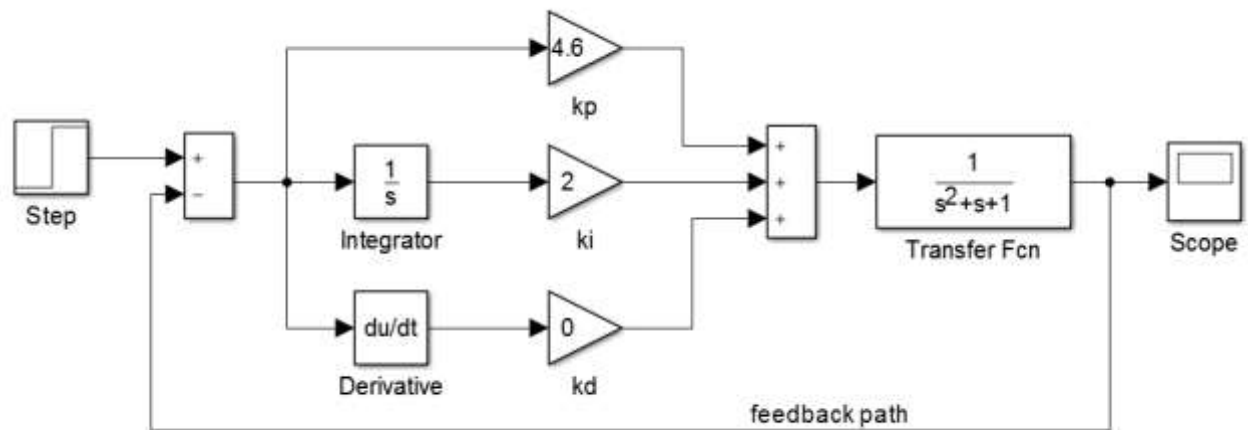 4.6
kp
+
−
Step
1
s
Integrator
2
ki
+
+
+
1
s²+s+1
Transfer Fcn
Scope
du/dt
Derivative
0
kd
feedback path